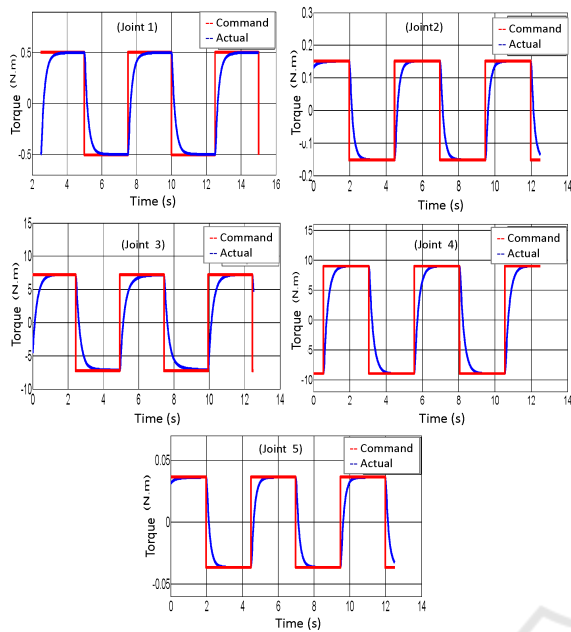 (Joint 1)
Command
Actual
Torque (N.m)
0.5
0
-0.5
2 4 6 8 10 12 14 16
Time (s)
(Joint2)
Command
Actual
Torque (N.m)
0.3
0.2
0.1
0
-0.1
-0.2
0 2 4 6 8 10 12 14
Time (s)
(Joint 3)
Command
Actual
Torque (N.m)
15
10
5
0
-5
-10
0 2 4 6 8 10 12 14
Time (s)
(Joint 4)
Command
Actual
Torque (N.m)
15
10
5
0
-5
-10
0 2 4 6 8 10 12 14
Time (s)
(Joint 5)
Command
Actual
Torque (N.m)
0.05
0
-0.05
0 2 4 6 8 10 12 14
Time (s)